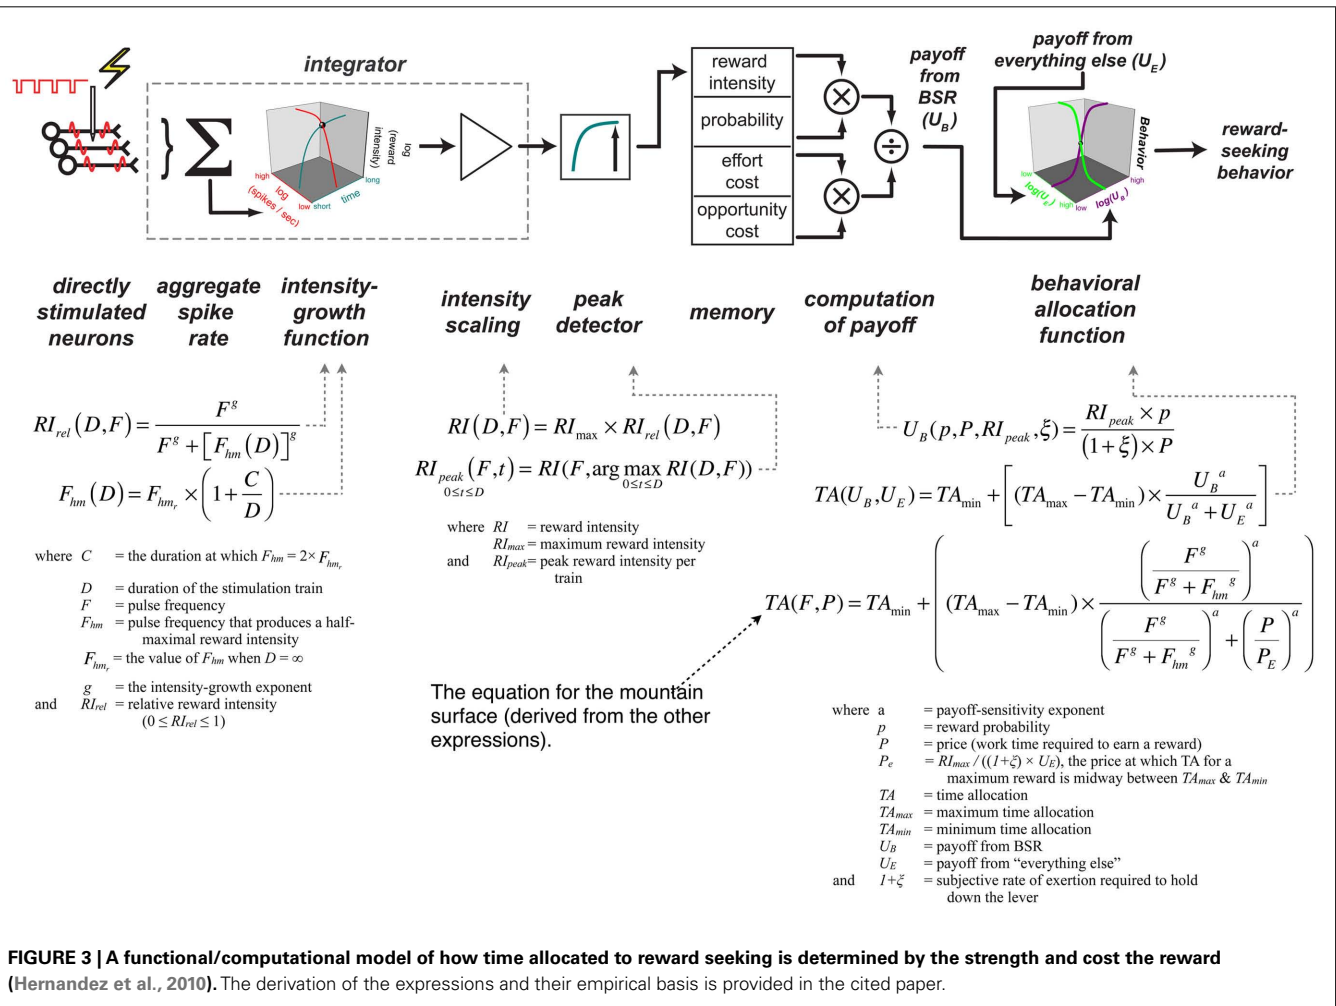 integrator
high
log
(spikes / sec)
low
short
time
long
log
(reward
intensity)
reward
intensity
probability
effort
cost
opportunity
cost
payoff
from
BSR
(U_B)
payoff from
everything else (U_E)
Behavior
low
log(U_E)
high
low
log(U_B)
high
reward-
seeking
behavior
directly
stimulated
neurons
aggregate
spike
rate
intensity-
growth
function
intensity
scaling
peak
detector
memory
computation
of payoff
behavioral
allocation
function
RI_rel(D,F) = F^g / (F^g + [F_hm(D)]^g)
F_hm(D) = F_hm_r × (1 + C/D)
where C = the duration at which F_hm = 2× F_hm_r
D = duration of the stimulation train
F = pulse frequency
F_hm = pulse frequency that produces a half-
maximal reward intensity
F_hm_r = the value of F_hm when D = ∞
g = the intensity-growth exponent
and RI_rel = relative reward intensity
(0 ≤ RI_rel ≤ 1)
RI(D,F) = RI_max × RI_rel(D,F)
RI_peak(F,t) = RI(F, arg max RI(D,F))
0≤t≤D 0≤t≤D
where RI = reward intensity
RI_max = maximum reward intensity
and RI_peak = peak reward intensity per
train
The equation for the mountain
surface (derived from the other
expressions).
U_B(p,P,RI_peak,ξ) = (RI_peak × p) / ((1+ξ) × P)
TA(U_B,U_E) = TA_min + [(TA_max − TA_min) × U_B^a / (U_B^a + U_E^a)]
TA(F,P) = TA_min + ((TA_max − TA_min) × (F^g / (F^g + F_hm^g))^a / ((F^g / (F^g + F_hm^g))^a + (P/P_E)^a))
where a = payoff-sensitivity exponent
p = reward probability
P = price (work time required to earn a reward)
P_e = RI_max / ((1+ξ) × U_E), the price at which TA for a
maximum reward is midway between TA_max & TA_min
TA = time allocation
TA_max = maximum time allocation
TA_min = minimum time allocation
U_B = payoff from BSR
U_E = payoff from “everything else”
and 1+ξ = subjective rate of exertion required to hold
down the lever
FIGURE 3 | A functional/computational model of how time allocated to reward seeking is determined by the strength and cost the reward
(Hernandez et al., 2010). The derivation of the expressions and their empirical basis is provided in the cited paper.